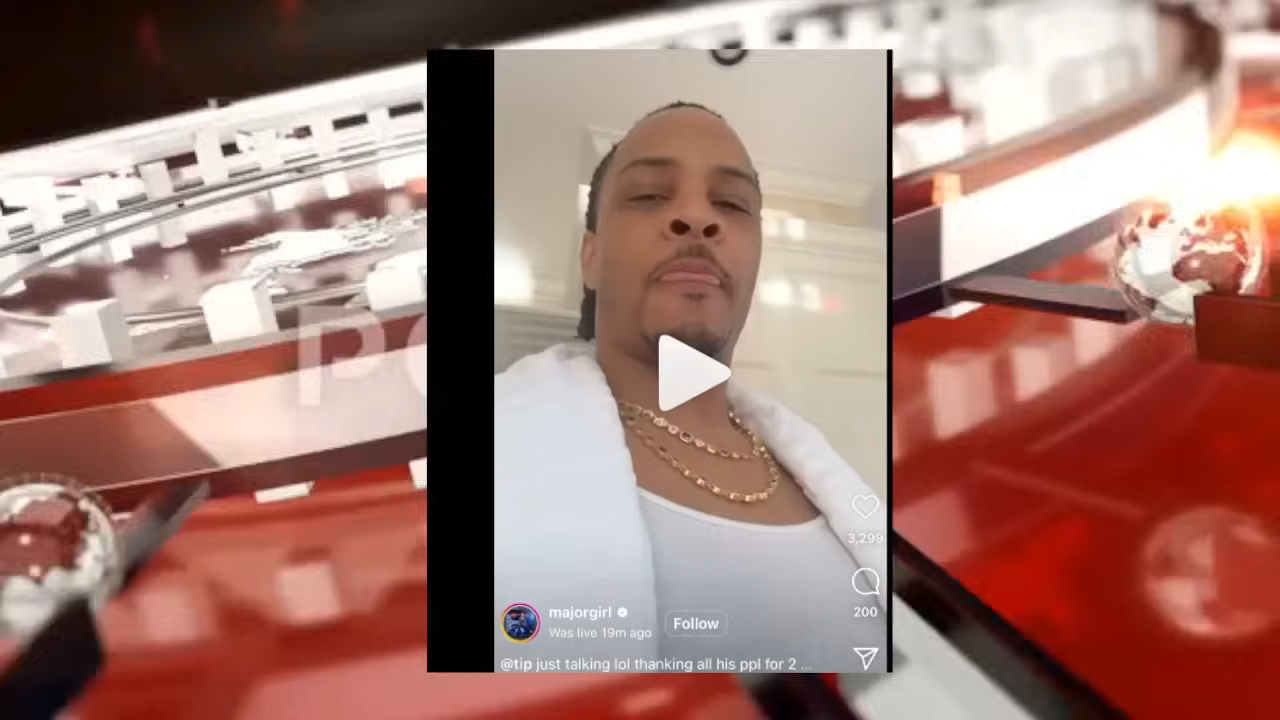 PO
3,299
200
majorgirl
Follow
Was live 19m ago
@tip just talking lol thanking all his ppl for 2 ...